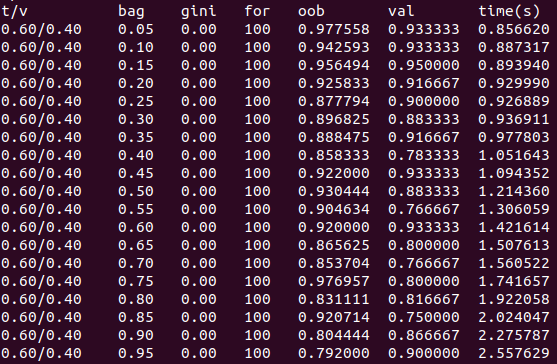 t/v bag gini for oob val time(s)
0.60/0.40 0.05 0.00 100 0.977558 0.933333 0.856620
0.60/0.40 0.10 0.00 100 0.942593 0.933333 0.887317
0.60/0.40 0.15 0.00 100 0.956494 0.950000 0.893940
0.60/0.40 0.20 0.00 100 0.925833 0.916667 0.929990
0.60/0.40 0.25 0.00 100 0.877794 0.900000 0.926889
0.60/0.40 0.30 0.00 100 0.896825 0.883333 0.936911
0.60/0.40 0.35 0.00 100 0.888475 0.916667 0.977803
0.60/0.40 0.40 0.00 100 0.858333 0.783333 1.051643
0.60/0.40 0.45 0.00 100 0.922000 0.933333 1.094352
0.60/0.40 0.50 0.00 100 0.930444 0.883333 1.214360
0.60/0.40 0.55 0.00 100 0.904634 0.766667 1.306059
0.60/0.40 0.60 0.00 100 0.920000 0.933333 1.421614
0.60/0.40 0.65 0.00 100 0.865625 0.800000 1.507613
0.60/0.40 0.70 0.00 100 0.853704 0.766667 1.560522
0.60/0.40 0.75 0.00 100 0.976957 0.800000 1.741657
0.60/0.40 0.80 0.00 100 0.831111 0.816667 1.922058
0.60/0.40 0.85 0.00 100 0.920714 0.750000 2.024047
0.60/0.40 0.90 0.00 100 0.804444 0.866667 2.275787
0.60/0.40 0.95 0.00 100 0.792000 0.900000 2.557629